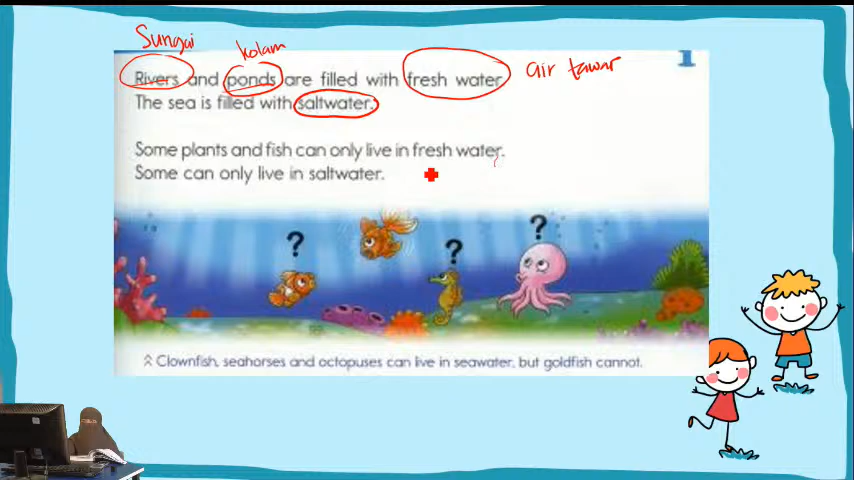 Sungai
kolam
1
Rivers and ponds are filled with fresh water
air tawar
The sea is filled with saltwater.
Some plants and fish can only live in fresh water.
Some can only live in saltwater.
? ? ? 
Clownfish, seahorses and octopuses can live in seawater, but goldfish cannot.